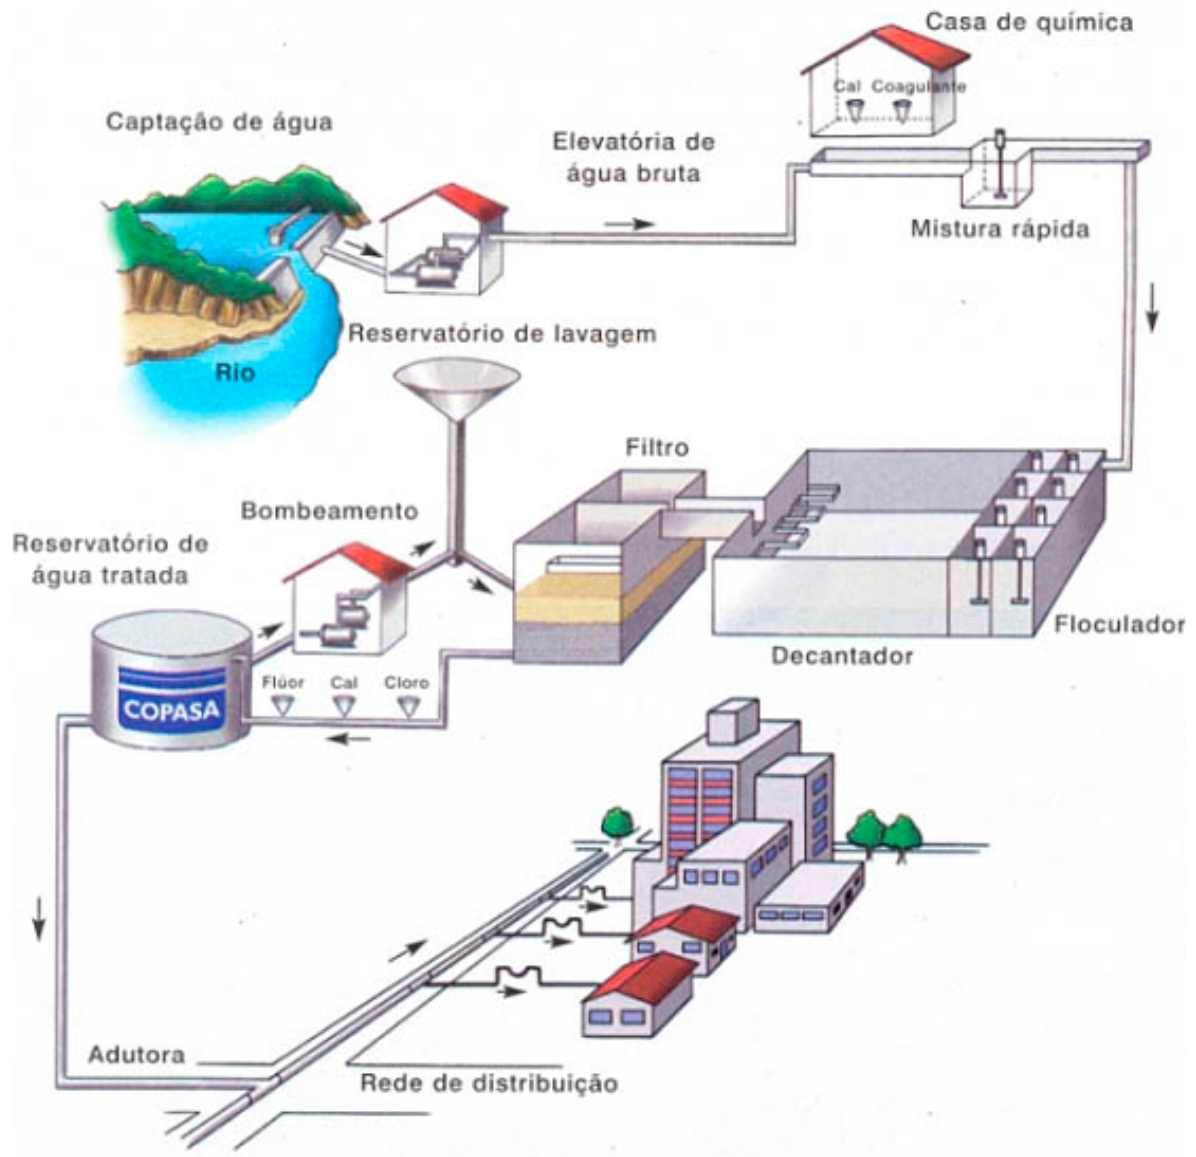 Casa de química
Cal Coagulante
Captação de água
Elevatória de
água bruta
Mistura rápida
Reservatório de lavagem
Rio
Filtro
Bombeamento
Reservatório de
água tratada
Floculador
Decantador
Flúor Cal Cloro
COPASA
Adutora
Rede de distribuição